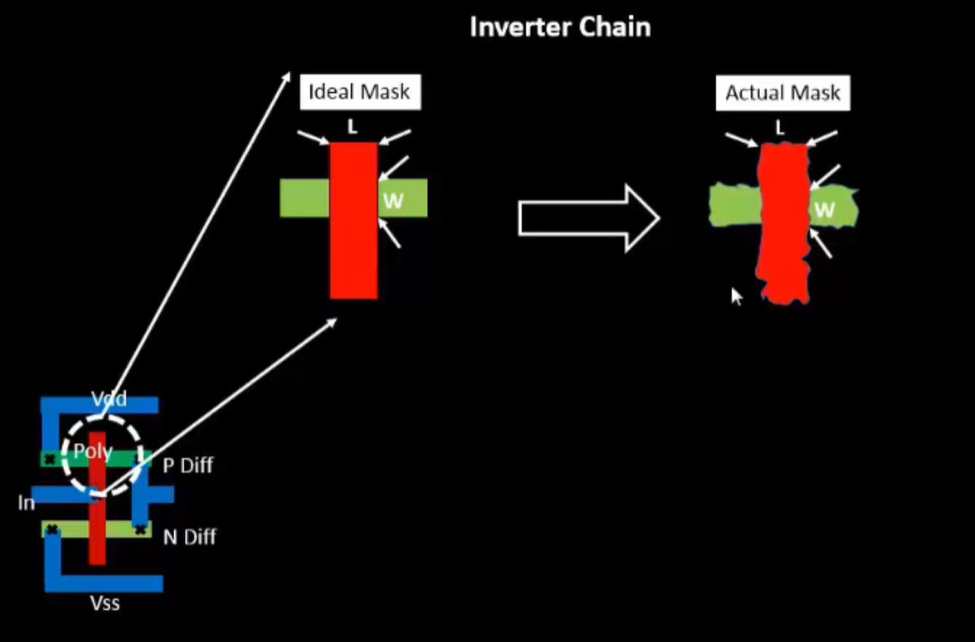 Inverter Chain
Ideal Mask
L
W
Actual Mask
L
W
Vdd
Poly
P Diff
In
N Diff
Vss